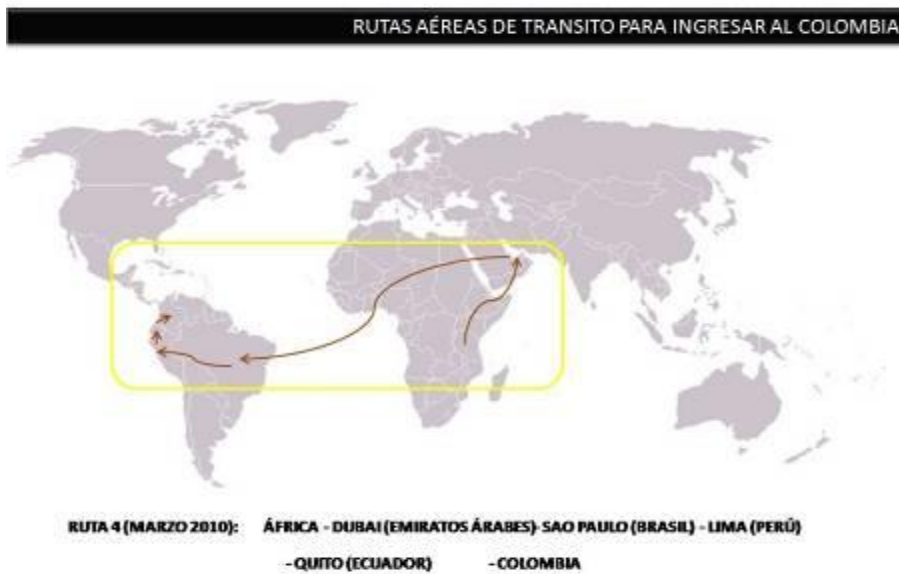 RUTAS AÉREAS DE TRANSITO PARA INGRESAR AL COLOMBIA
RUTA 4 (MARZO 2010): ÁFRICA - DUBAI (EMIRATOS ÁRABES)- SAO PAULO (BRASIL) - LIMA (PERÚ)
- QUITO (ECUADOR) - COLOMBIA